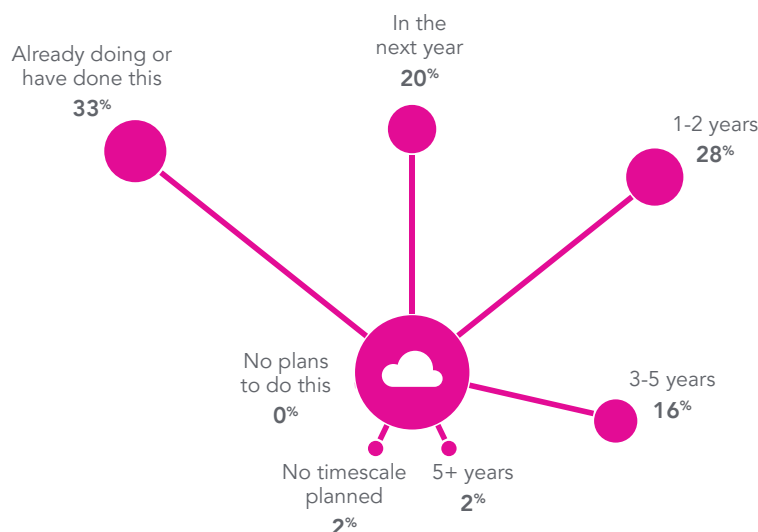 In the
next year
20%
Already doing or
have done this
33%
1-2 years
28%
No plans
to do this
0%
3-5 years
16%
No timescale
planned
2%
5+ years
2%